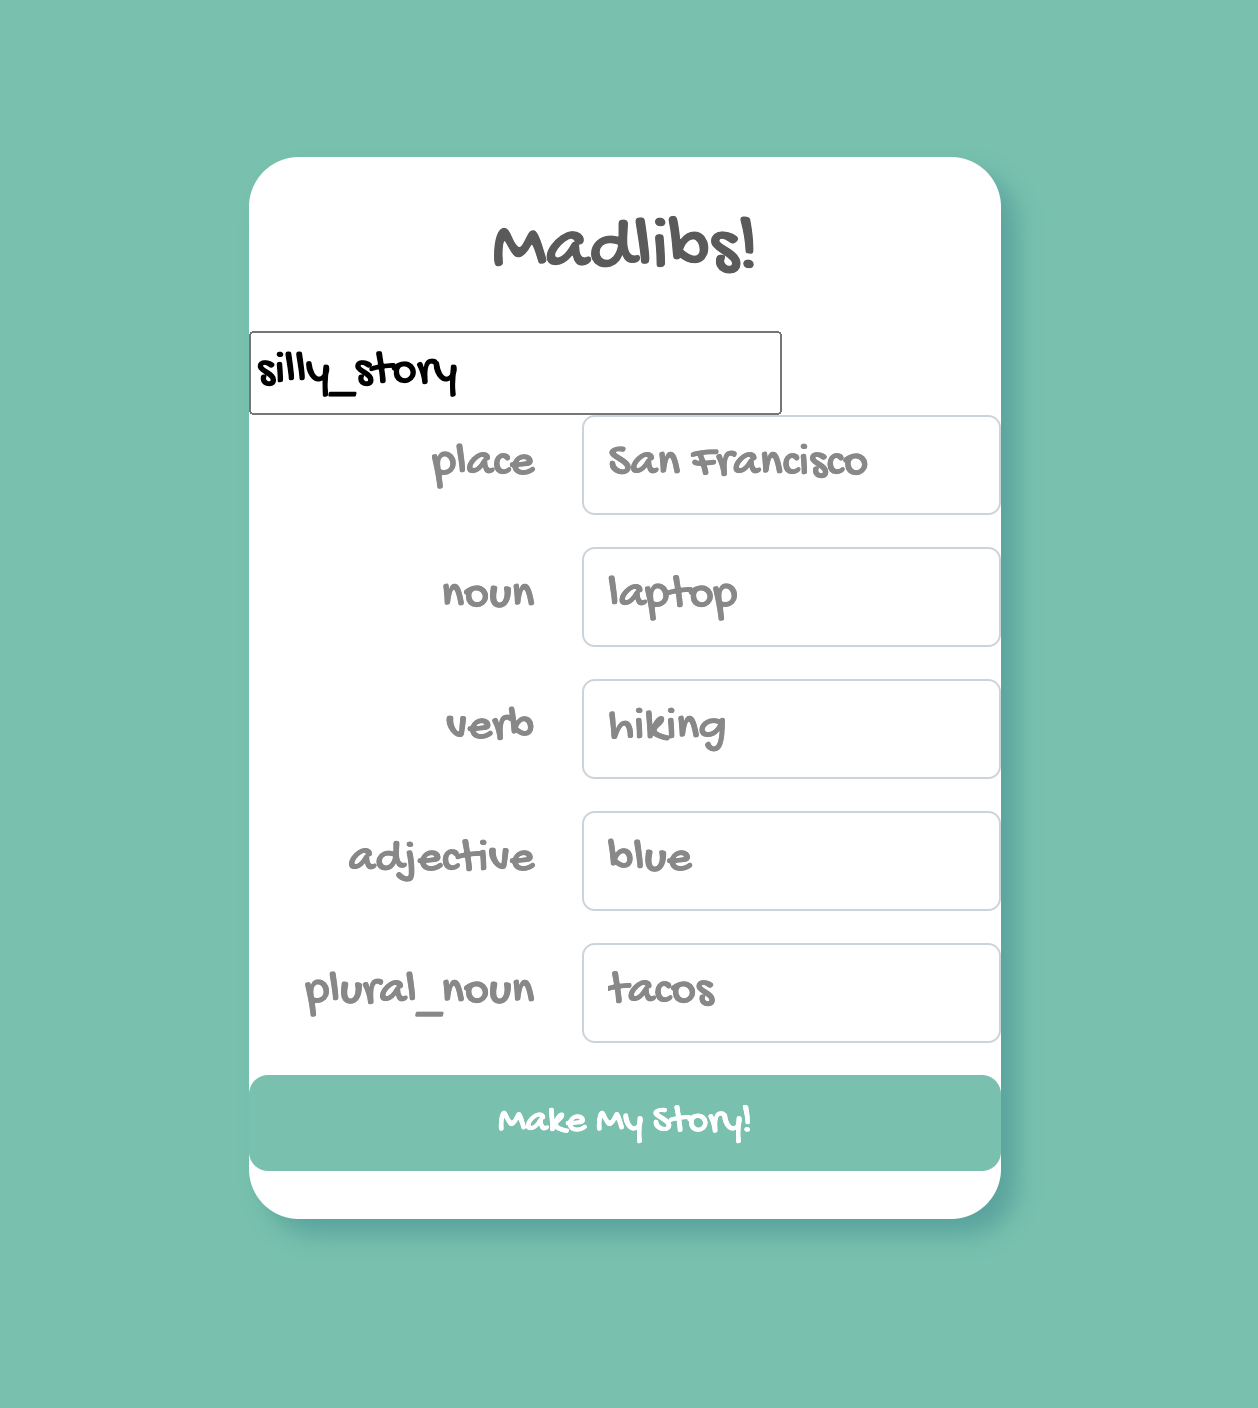 Madlibs!
silly_story
place San Francisco
noun laptop
verb hiking
adjective blue
plural_noun tacos
Make My Story!